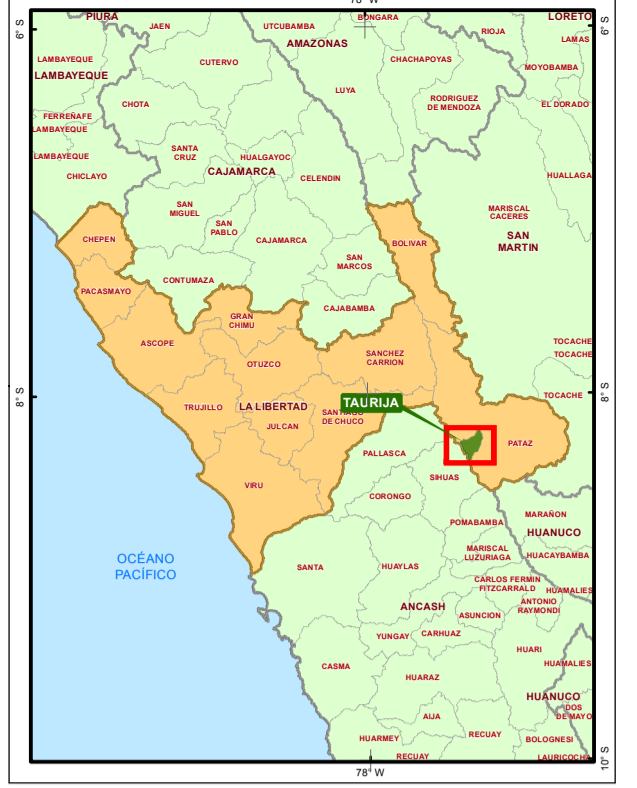 78° W
PIURA
BONGARA
LORETO
6° S
JAEN
UTCUBAMBA
RIOJA
6° S
AMAZONAS
LAMAS
LAMBAYEQUE
CUTERVO
CHACHAPOYAS
MOYOBAMBA
LAMBAYEQUE
LUYA
CHOTA
RODRIGUEZ
DE MENDOZA
EL DORADO
FERREÑAFE
LAMBAYEQUE
SANTA
CRUZ
LAMBAYEQUE
HUALGAYOC
CAJAMARCA
CHICLAYO
CELENDIN
HUALLAGA
SAN
MIGUEL
MARISCAL
CACERES
SAN
PABLO
SAN
MARTIN
CHEPEN
CAJAMARCA
BOLIVAR
SAN
MARCOS
CONTUMAZA
PACASMAYO
CAJABAMBA
GRAN
CHIMU
ASCOPE
TOCACHE
TOCACHE
SANCHEZ
CARRION
OTUZCO
8° S
8° S
TOCACHE
TAURIJA
TRUJILLO
LA LIBERTAD
SANTIAGO
DE CHUCO
JULCAN
PATAZ
PALLASCA
SIHUAS
VIRU
CORONGO
MARAÑON
POMABAMBA
HUANUCO
OCÉANO
PACÍFICO
MARISCAL
LUZURIAGA
HUACAYBAMBA
SANTA
HUAYLAS
CARLOS FERMIN
FITZCARRALD
HUAMALIES
ANCASH
ANTONIO
RAYMONDI
ASUNCION
YUNGAY
CARHUAZ
HUARI
CASMA
HUAMALIES
HUARAZ
HUANUCO
DOS
DE MAYO
AIJA
HUARMEY
RECUAY
BOLOGNESI
RECUAY
LAURICOCHA
10° S
78° W